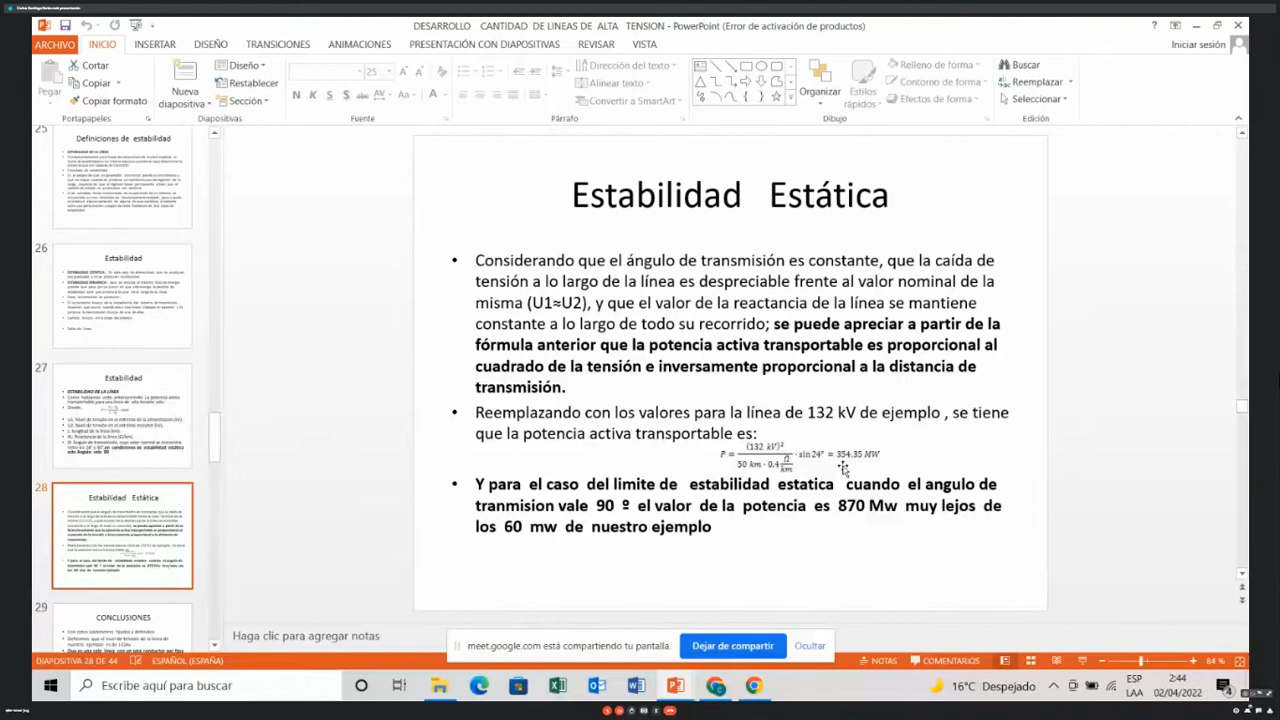 DESARROLLO CANTIDAD DE LINEAS DE ALTA TENSION - PowerPoint (Error de activación de productos)
ARCHIVO INICIO INSERTAR DISEÑO TRANSICIONES ANIMACIONES PRESENTACIÓN CON DIAPOSITIVAS REVISAR VISTA Iniciar sesión
Pegar
Cortar
Copiar
Copiar formato
Portapapeles
Nueva diapositiva
Diseño
Restablecer
Sección
Diapositivas
25
N K S S abc AV Aa A
Fuente
Dirección del texto
Alinear texto
Convertir a SmartArt
Párrafo
Organizar
Estilos rápidos
Relleno de forma
Contorno de forma
Efectos de forma
Dibujo
Buscar
Reemplazar
Seleccionar
Edición
25
Definiciones de estabilidad
26
Estabilidad
27
Estabilidad
28
Estabilidad Estática
29
CONCLUSIONES
Estabilidad Estática
• Considerando que el ángulo de transmisión es constante, que la caída de
tensión a lo largo de la línea es despreciable frente al valor nominal de la
misma (U1≈U2), y que el valor de la reactancia de línea se mantiene
constante a lo largo de todo su recorrido; se puede apreciar a partir de la
fórmula anterior que la potencia activa transportable es proporcional al
cuadrado de la tensión e inversamente proporcional a la distancia de
transmisión.
• Reemplazando con los valores para la línea de 132 kV de ejemplo , se tiene
que la potencia activa transportable es:
P = (132 kV)² / 50 km · 0,4 Ω/km · sin 24° = 354.35 MW
• Y para el caso del limite de estabilidad estatica cuando el angulo de
transmisn vale 90 º el valor de la potencia es 870 Mw muy lejos de
los 60 mw de nuestro ejemplo
Haga clic para agregar notas
meet.google.com está compartiendo tu pantalla. Dejar de compartir Ocultar
DIAPOSITIVA 28 DE 44 ESPAÑOL (ESPAÑA) NOTAS COMENTARIOS 84 %
Escribe aquí para buscar
16°C Despejado
ESP
LAA
2:44
02/04/2022
4